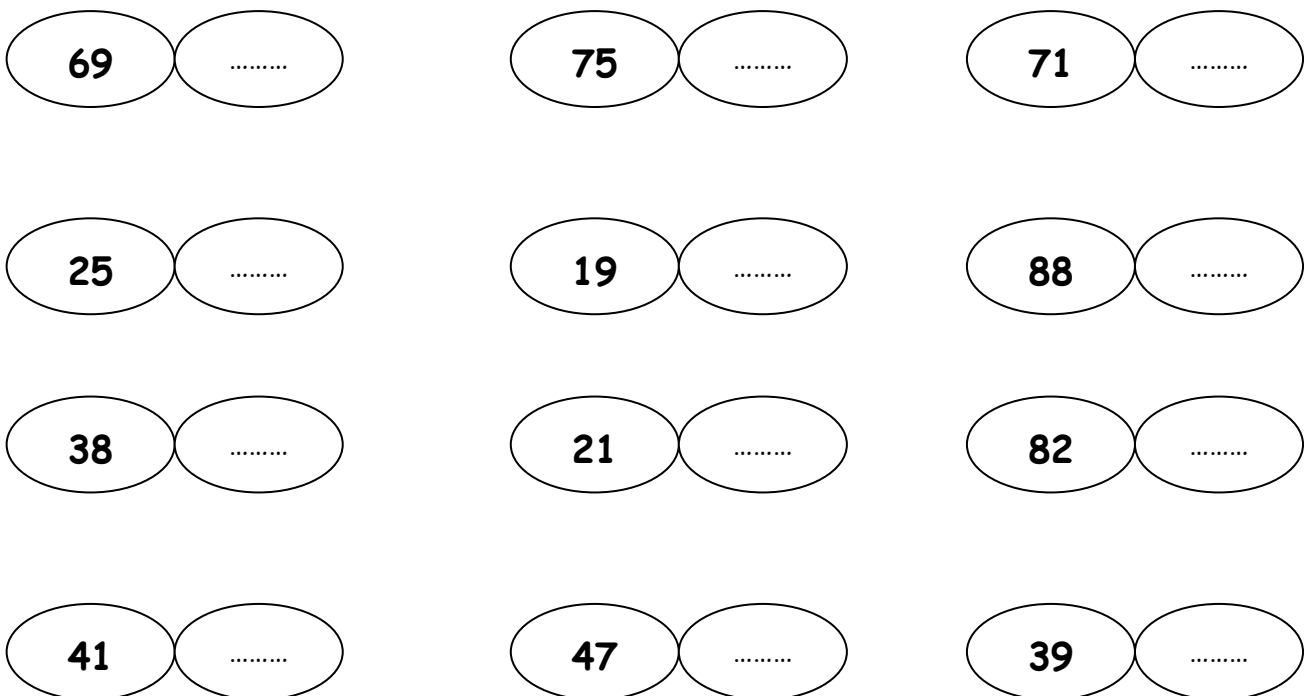 69 ……… 75 ……… 71 ………
25 ……… 19 ……… 88 ………
38 ……… 21 ……… 82 ………
41 ……… 47 ……… 39 ………